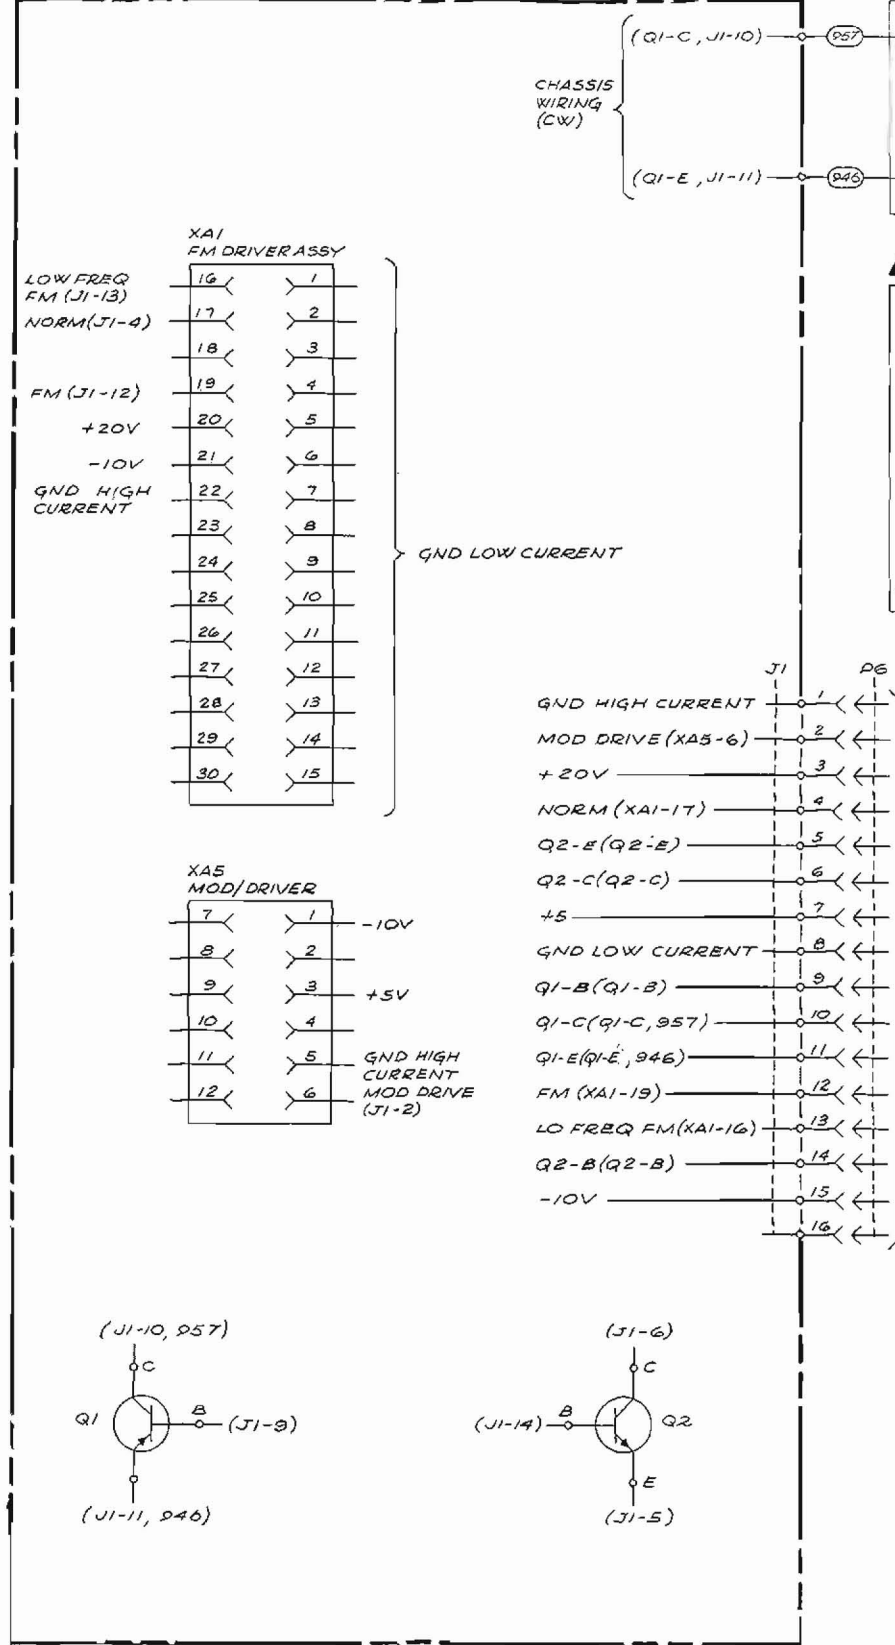 (Q1-C, J1-10) 957
CHASSIS
WIRING
(CW)
(Q1-E, J1-11) 946
XA1
FM DRIVER ASSY
LOW FREQ
FM (J1-13)
16 1
NORM(J1-4) 17 2
18 3
FM (J1-12) 19 4
+20V 20 5
-10V 21 6
GND HIGH
CURRENT
22 7
23 8
24 9
25 10
26 11
27 12
28 13
29 14
30 15
GND LOW CURRENT
XA5
MOD/DRIVER
7 1 -10V
8 2
9 3 +5V
10 4
11 5 GND HIGH
CURRENT
12 6 MOD DRIVE
(J1-2)
J1 P6
GND HIGH CURRENT 1
MOD DRIVE (XA5-6) 2
+20V 3
NORM (XA1-17) 4
Q2-E(Q2-E) 5
Q2-C(Q2-C) 6
+5 7
GND LOW CURRENT 8
Q1-B(Q1-B) 9
Q1-C(Q1-C, 957) 10
Q1-E(Q1-E, 946) 11
FM (XA1-19) 12
LO FREQ FM(XA1-16) 13
Q2-B(Q2-B) 14
-10V 15
16
(J1-10, 957)
C
Q1 B (J1-9)
(J1-11, 946)
(J1-6)
C
(J1-14) B Q2
E
(J1-5)